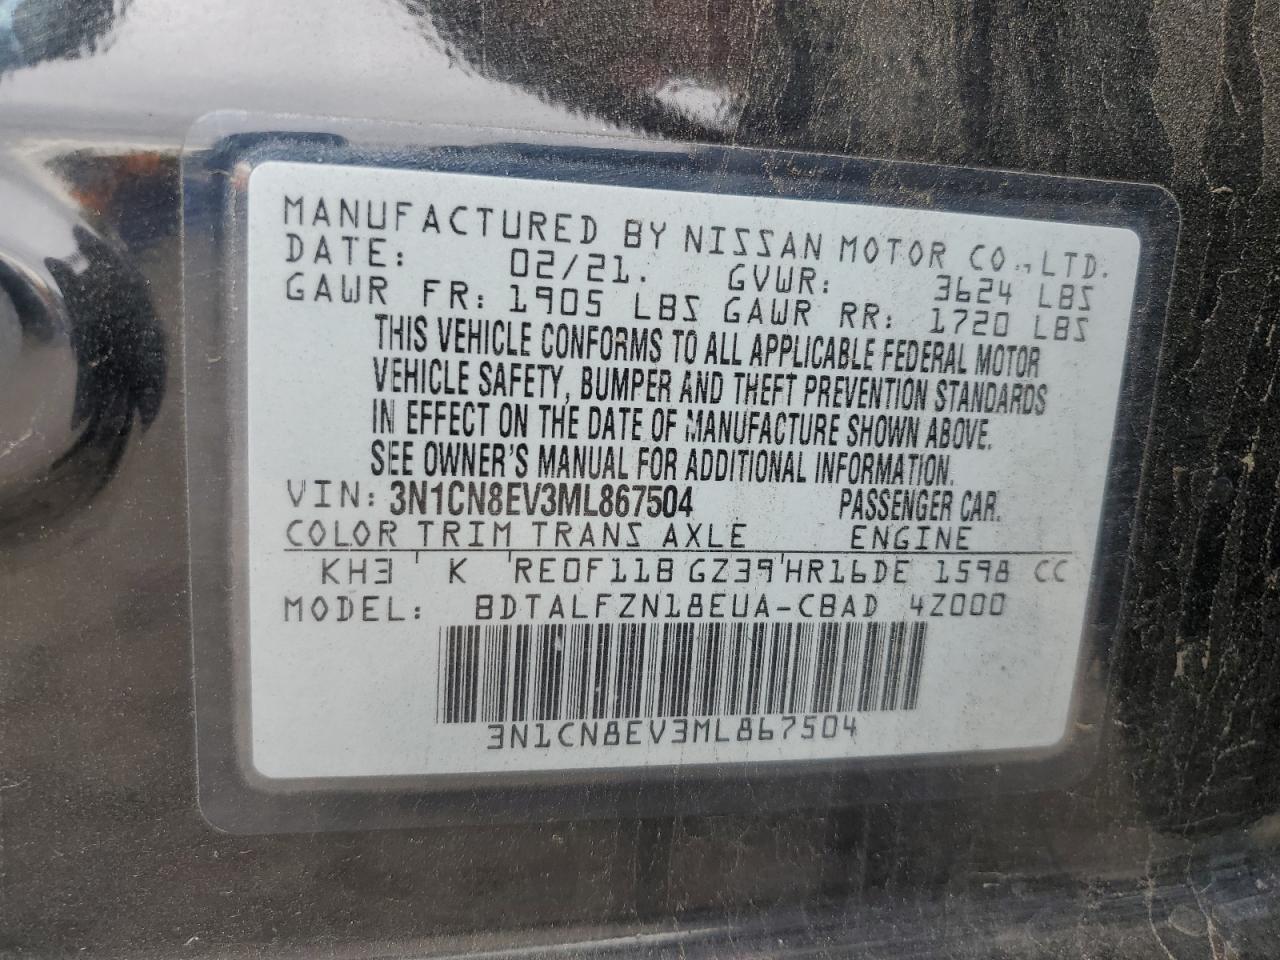 MANUFACTURED BY NISSAN MOTOR CO., LTD.
DATE: 02/21. GVWR: 3624 LBS
GAWR FR: 1905 LBS GAWR RR: 1720 LBS
THIS VEHICLE CONFORMS TO ALL APPLICABLE FEDERAL MOTOR
VEHICLE SAFETY, BUMPER AND THEFT PREVENTION STANDARDS
IN EFFECT ON THE DATE OF MANUFACTURE SHOWN ABOVE.
SEE OWNER'S MANUAL FOR ADDITIONAL INFORMATION.
VIN: 3N1CN8EV3ML867504 PASSENGER CAR.
COLOR TRIM TRANS AXLE ENGINE
KH3 ' K ' RE0F11B GZ39'HR16DE 1598 CC
MODEL: BDTALFZN18EUA-CBAD 4Z000
3N1CN8EV3ML867504